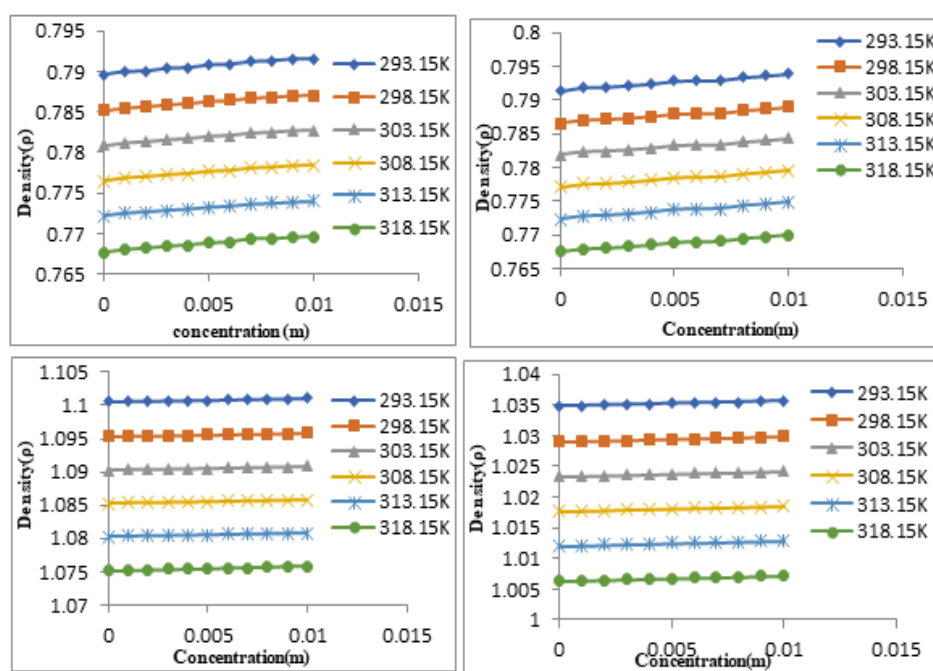 0.795
0.79
0.785
0.78
0.775
0.77
0.765
Density(ρ)
0 0.005 0.01 0.015
concentration(m)
293.15K
298.15K
303.15K
308.15K
313.15K
318.15K
0.8
0.795
0.79
0.785
0.78
0.775
0.77
0.765
Density(ρ)
0 0.005 0.01 0.015
Concentration(m)
293.15K
298.15K
303.15K
308.15K
313.15K
318.15K
1.105
1.1
1.095
1.09
1.085
1.08
1.075
1.07
Density(ρ)
0 0.005 0.01 0.015
Concentration(m)
293.15K
298.15K
303.15K
308.15K
313.15K
318.15K
1.04
1.035
1.03
1.025
1.02
1.015
1.01
1.005
1
Density(ρ)
0 0.005 0.01 0.015
Concentration(m)
293.15K
298.15K
303.15K
308.15K
313.15K
318.15K